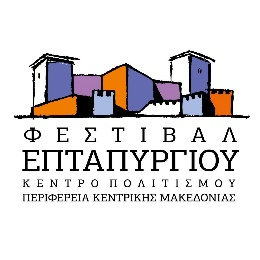 ΦΕΣΤΙΒΑΛ
ΕΠΤΑΠΥΡΓΙΟΥ
ΚΕΝΤΡΟ ΠΟΛΙΤΙΣΜΟΥ
ΠΕΡΙΦΕΡΕΙΑ ΚΕΝΤΡΙΚΗΣ ΜΑΚΕΔΟΝΙΑΣ